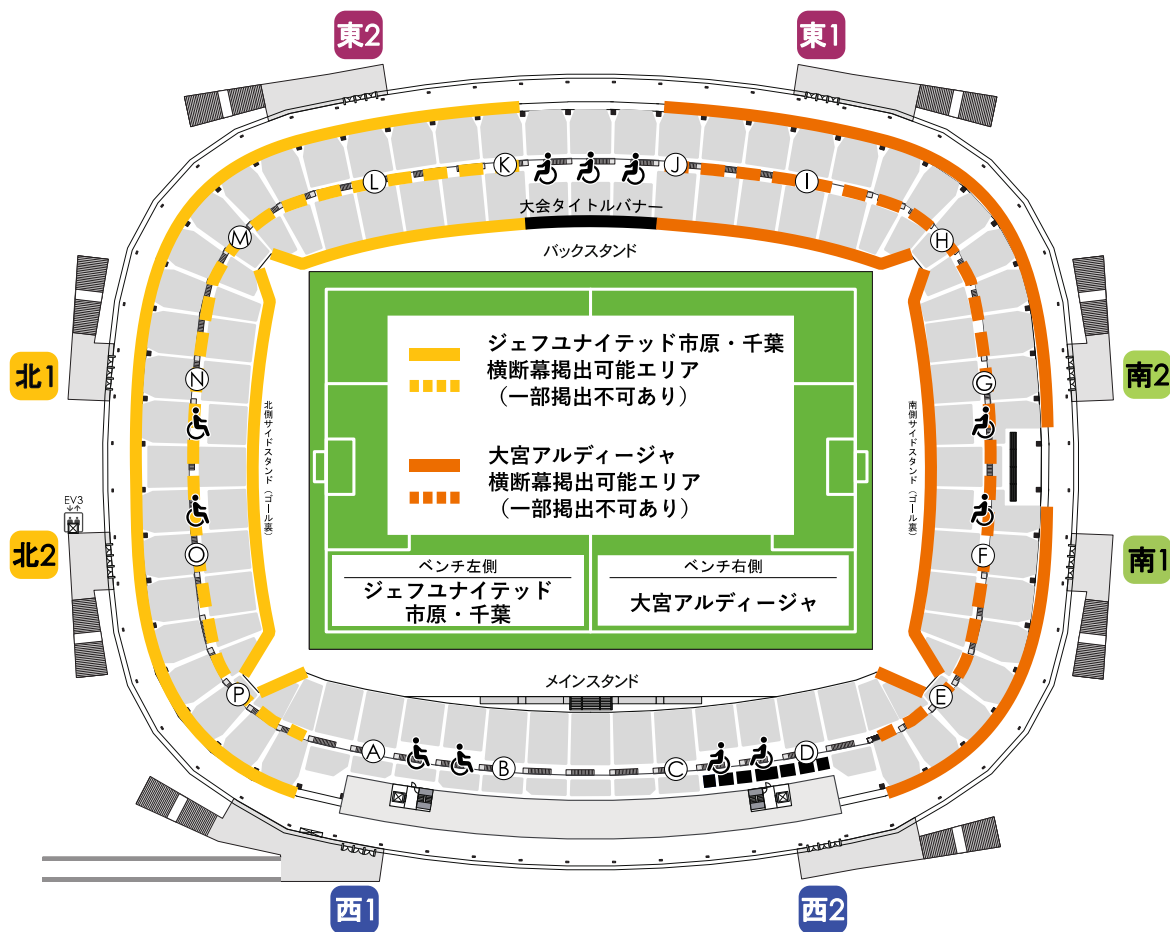 東2
東1
K
J
L
I
大会タイトルバナー
M
H
バックスタンド
ジェフユナイテッド市原・千葉
横断幕掲出可能エリア
（一部掲出不可あり）
北1
南2
N
G
北側サイドスタンド（ゴール裏）
南側サイドスタンド（ゴール裏）
大宮アルディージャ
横断幕掲出可能エリア
（一部掲出不可あり）
EV3
北2
南1
O
F
ベンチ左側
ジェフユナイテッド
市原・千葉
ベンチ右側
大宮アルディージャ
メインスタンド
P
E
A
B
C
D
西1
西2